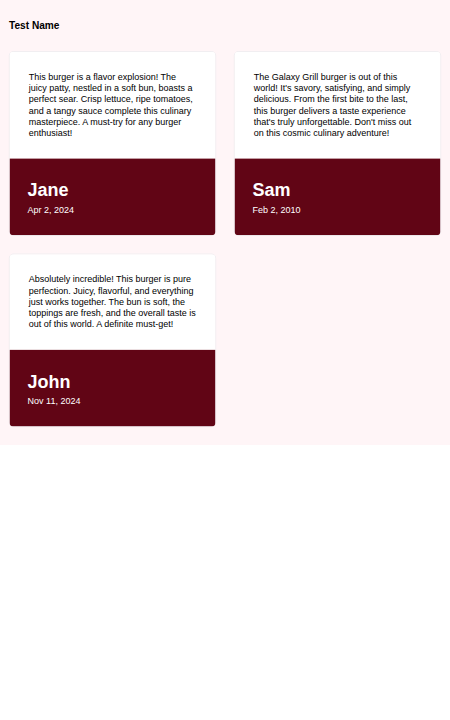 Test Name
This burger is a flavor explosion! The
juicy patty, nestled in a soft bun, boasts a
perfect sear. Crisp lettuce, ripe tomatoes,
and a tangy sauce complete this culinary
masterpiece. A must-try for any burger
enthusiast!
Jane
Apr 2, 2024
The Galaxy Grill burger is out of this
world! It's savory, satisfying, and simply
delicious. From the first bite to the last,
this burger delivers a taste experience
that's truly unforgettable. Don't miss out
on this cosmic culinary adventure!
Sam
Feb 2, 2010
Absolutely incredible! This burger is pure
perfection. Juicy, flavorful, and everything
just works together. The bun is soft, the
toppings are fresh, and the overall taste is
out of this world. A definite must-get!
John
Nov 11, 2024